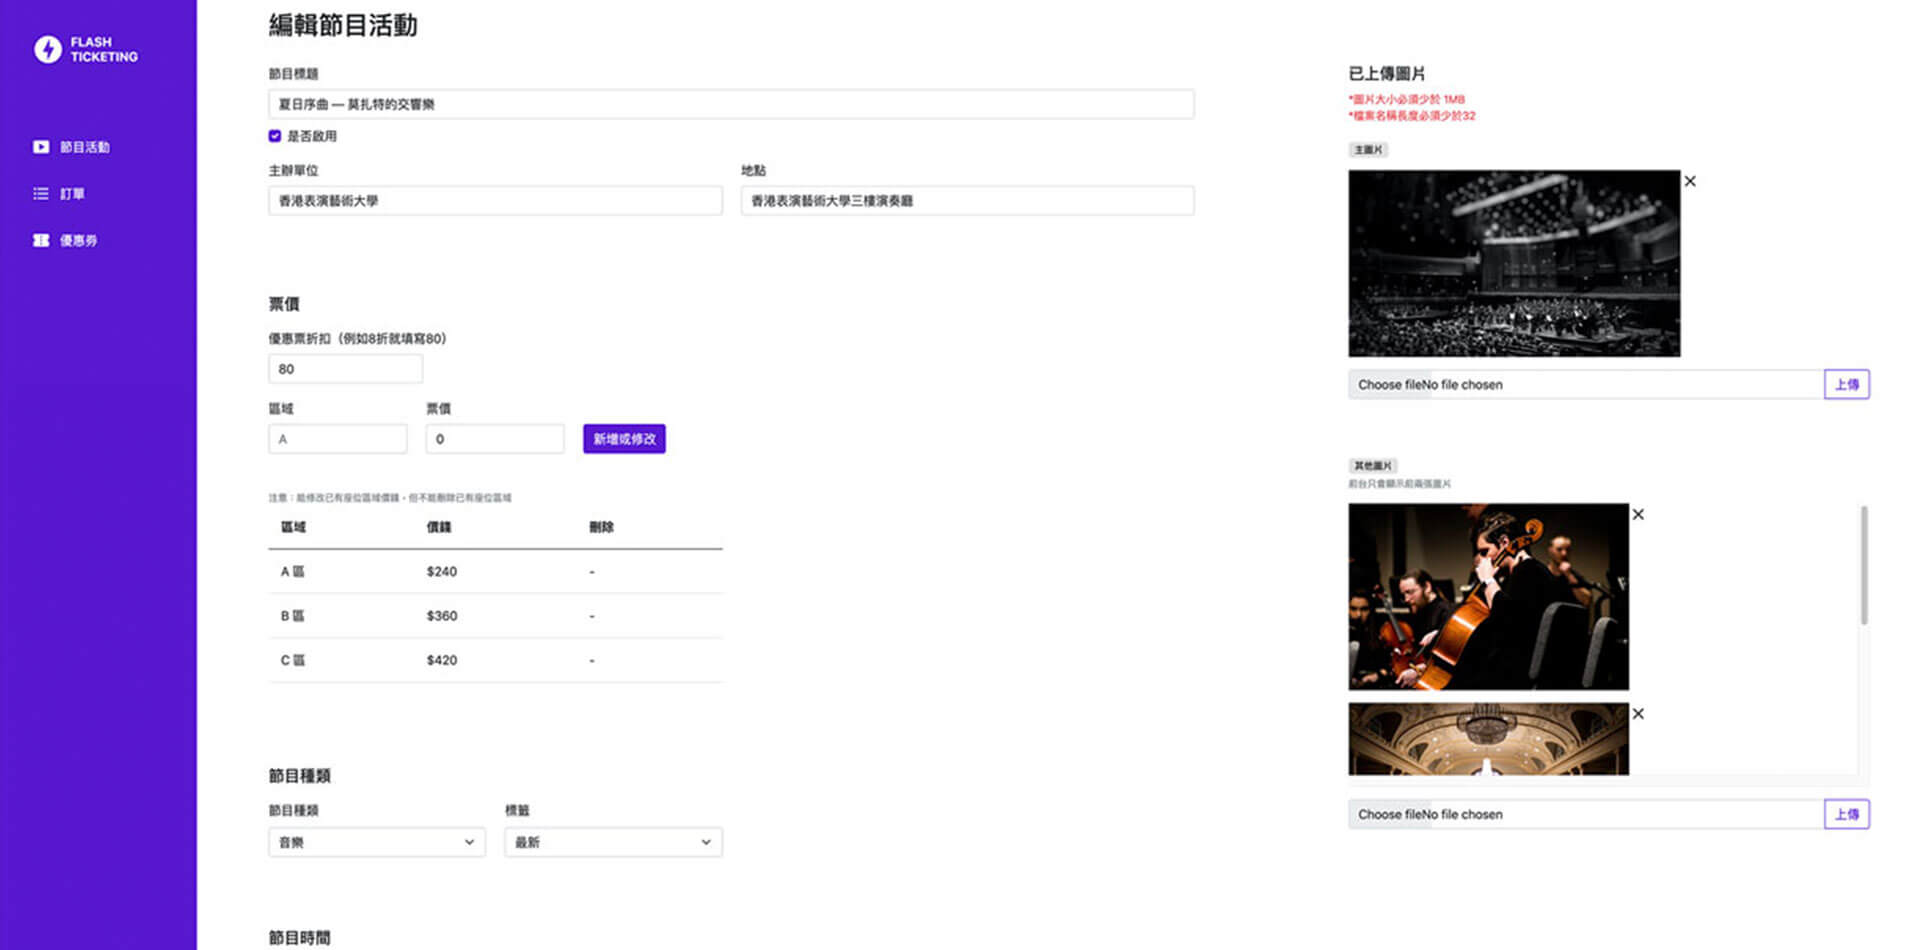 FLASH
TICKETING
節目活動
訂單
優惠券
編輯節目活動
節目標題
夏日序曲 — 莫扎特的交響樂
是否啟用
主辦單位
地點
香港表演藝術大學
香港表演藝術大學三樓演奏廳
票價
優惠票折扣（例如8折就填寫80）
80
區域
票價
A
0
新增或修改
注意：能修改已有座位區域價錢，但不能刪除已有座位區域
區域 價錢 刪除
A 區 $240 -
B 區 $360 -
C 區 $420 -
節目種類
節目種類
標籤
音樂
最新
節目時間
已上傳圖片
*圖片大小必須少於 1MB
*檔案名稱長度必須少於32
主圖片
Choose fileNo file chosen
上傳
其他圖片
前台只會顯示前兩張圖片
Choose fileNo file chosen
上傳